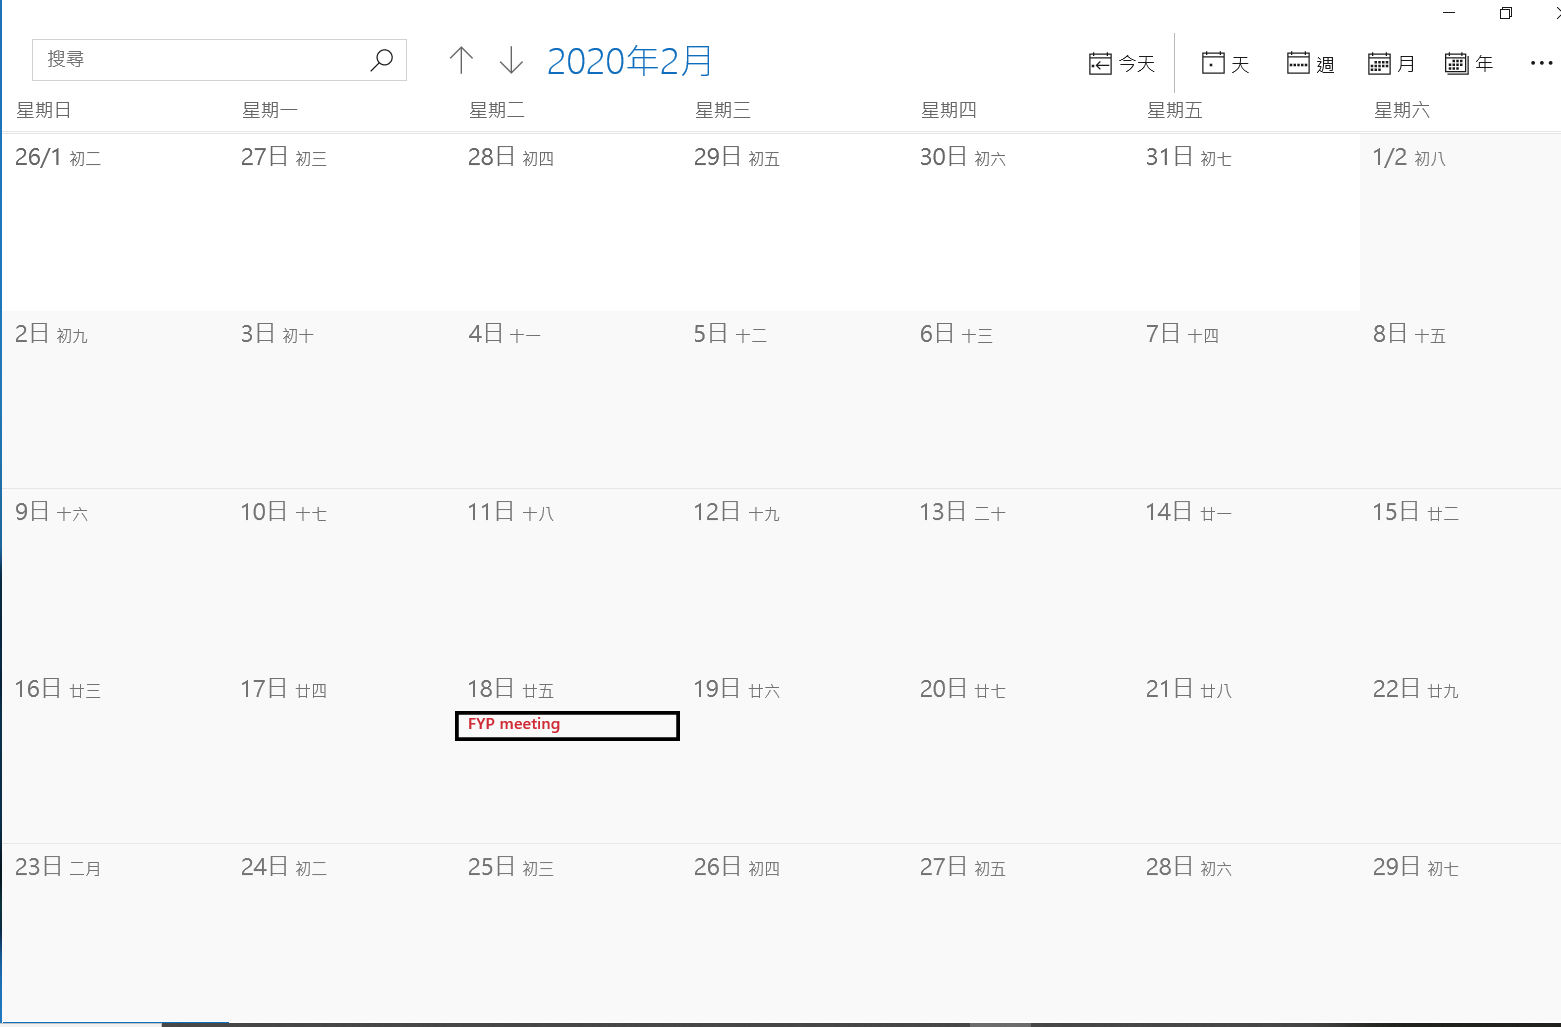 搜尋
2020年2月
今天 天 週 月 年
星期日 星期一 星期二 星期三 星期四 星期五 星期六
26/1 初二 27日 初三 28日 初四 29日 初五 30日 初六 31日 初七 1/2 初八
2日 初九 3日 初十 4日 十一 5日 十二 6日 十三 7日 十四 8日 十五
9日 十六 10日 十七 11日 十八 12日 十九 13日 二十 14日 廿一 15日 廿二
16日 廿三 17日 廿四 18日 廿五 19日 廿六 20日 廿七 21日 廿八 22日 廿九
FYP meeting
23日 二月 24日 初二 25日 初三 26日 初四 27日 初五 28日 初六 29日 初七